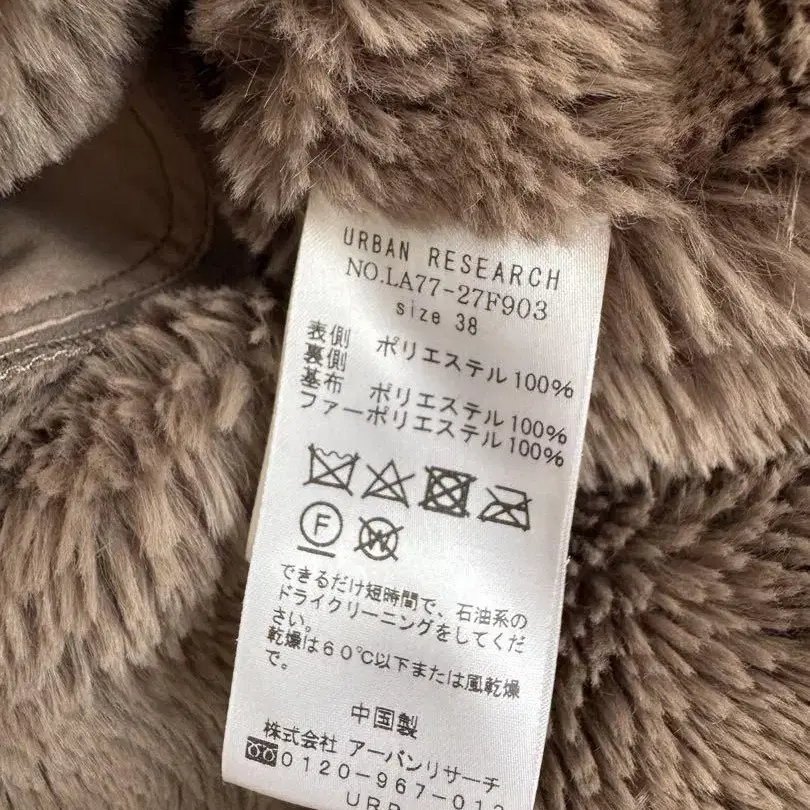 URBAN RESEARCH
NO.LA77-27F903
size 38
表側 ポリエステル100%
裏側
基布 ポリエステル100%
ファーポリエステル100%
F
W
できるだけ短時間で、石油系の
ドライクリーニングをしてくだ
さい。
乾燥は60℃以下または風乾燥
で。
中国製
株式会社 アーバンリサーチ
0120-967-013
URB